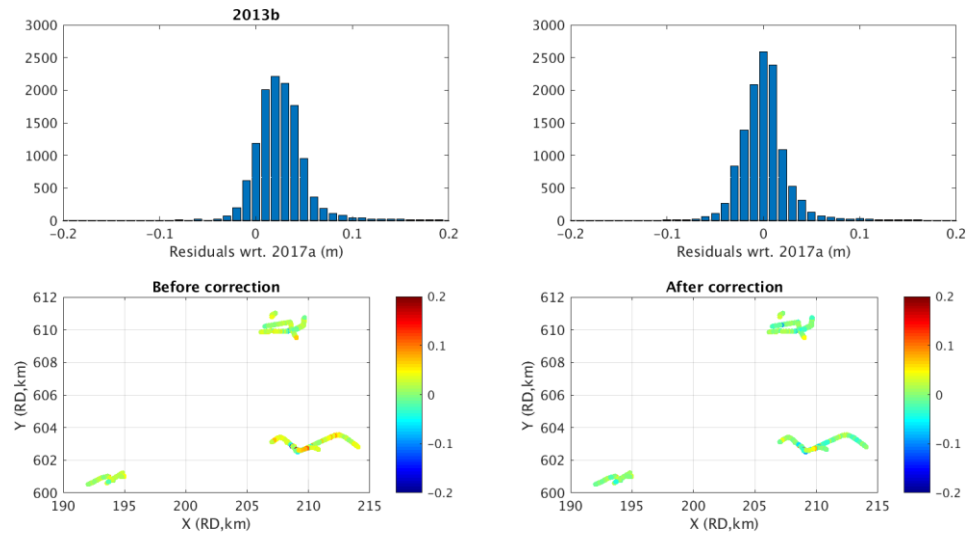 2013b
3000
2500
2000
1500
1000
500
0
−0.2 −0.1 0 0.1 0.2
Residuals wrt. 2017a (m)
3000
2500
2000
1500
1000
500
0
−0.2 −0.1 0 0.1 0.2
Residuals wrt. 2017a (m)
Before correction
612
610
608
606
604
602
600
Y (RD,km)
190 195 200 205 210 215
X (RD,km)
0.2
0.1
0
−0.1
−0.2
After correction
612
610
608
606
604
602
600
Y (RD,km)
190 195 200 205 210 215
X (RD,km)
0.2
0.1
0
−0.1
−0.2